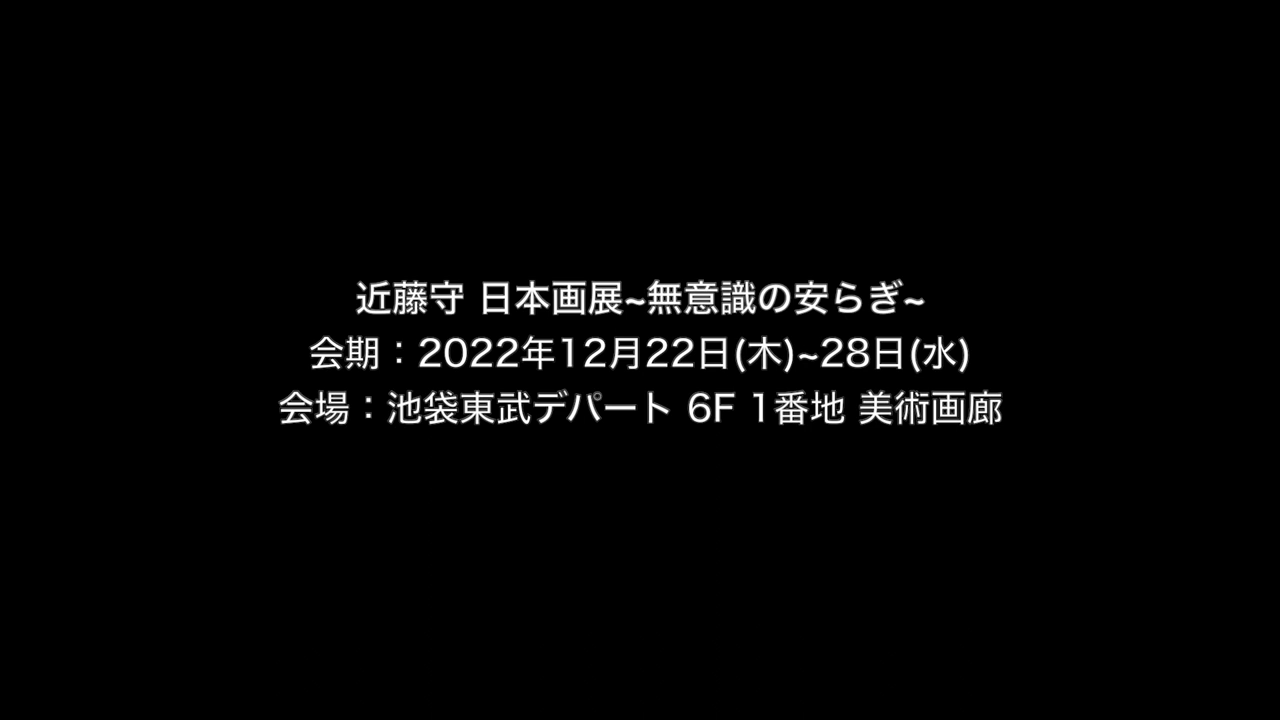 近藤守 日本画展~無意識の安らぎ~
会期：2022年12月22日(木)~28日(水)
会場：池袋東武デパート 6F 1番地 美術画廊